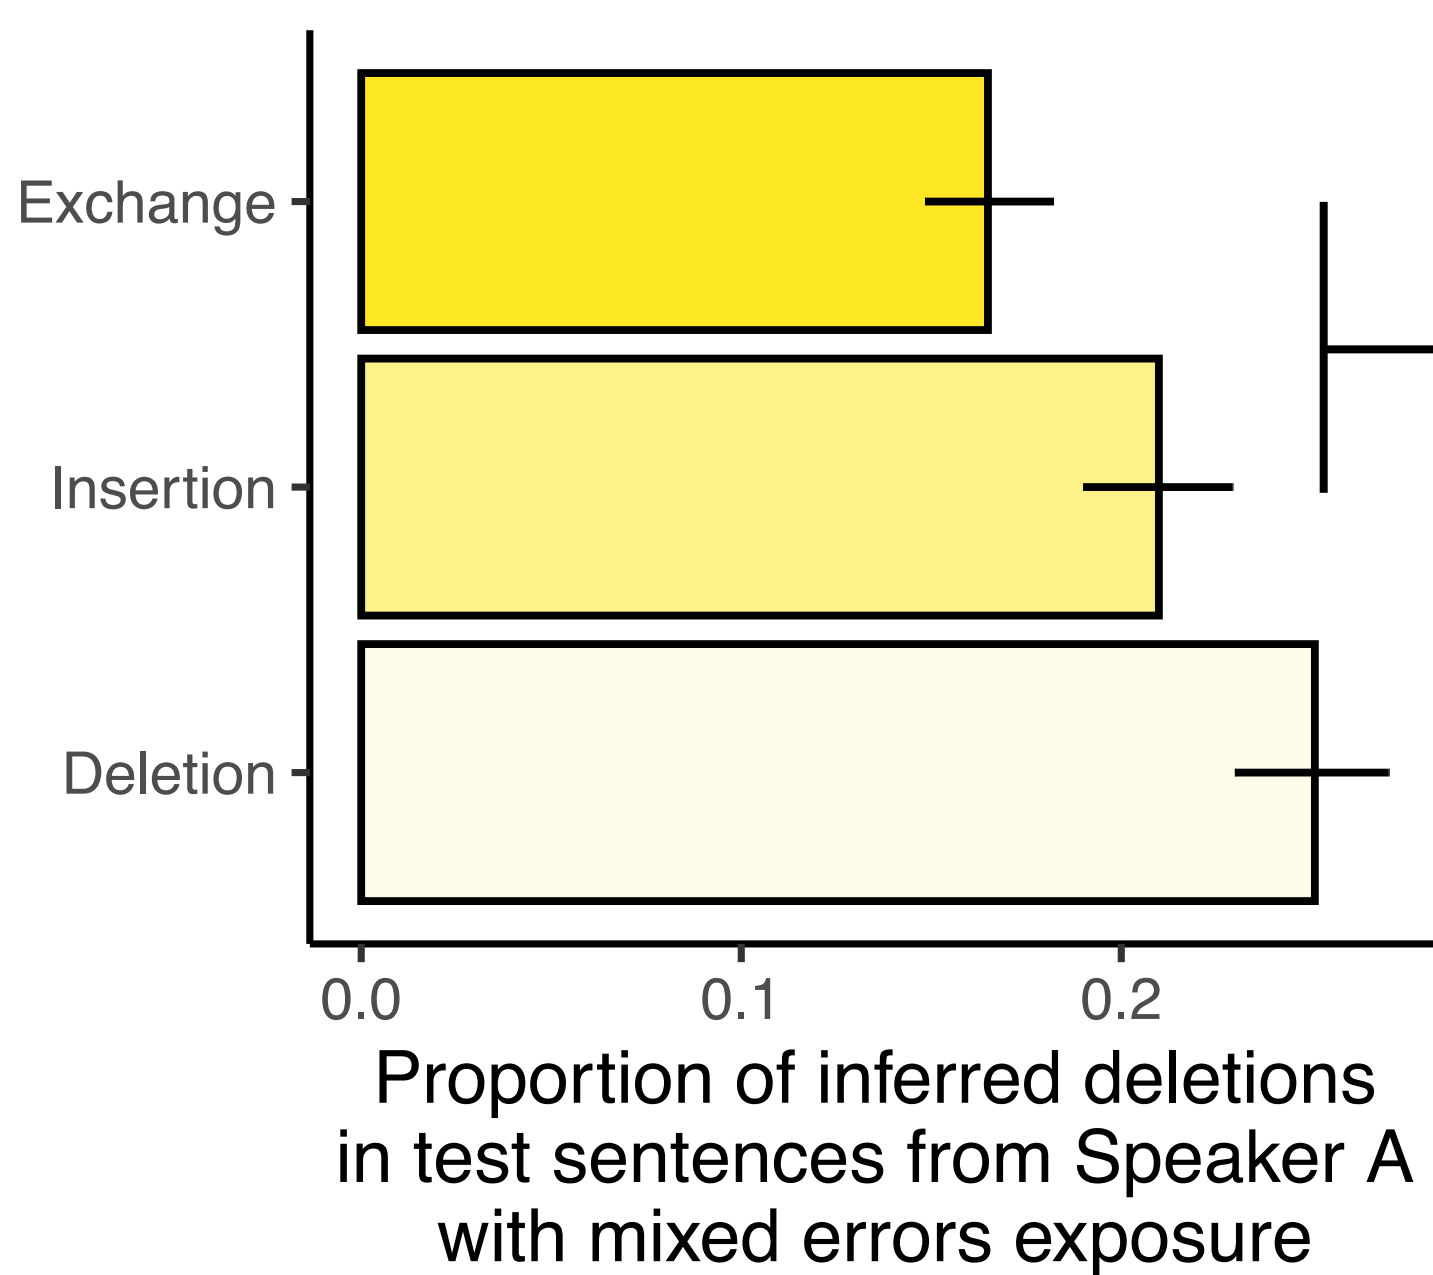 Exchange
Insertion
Deletion
0.0 0.1 0.2
Proportion of inferred deletions
in test sentences from Speaker A
with mixed errors exposure